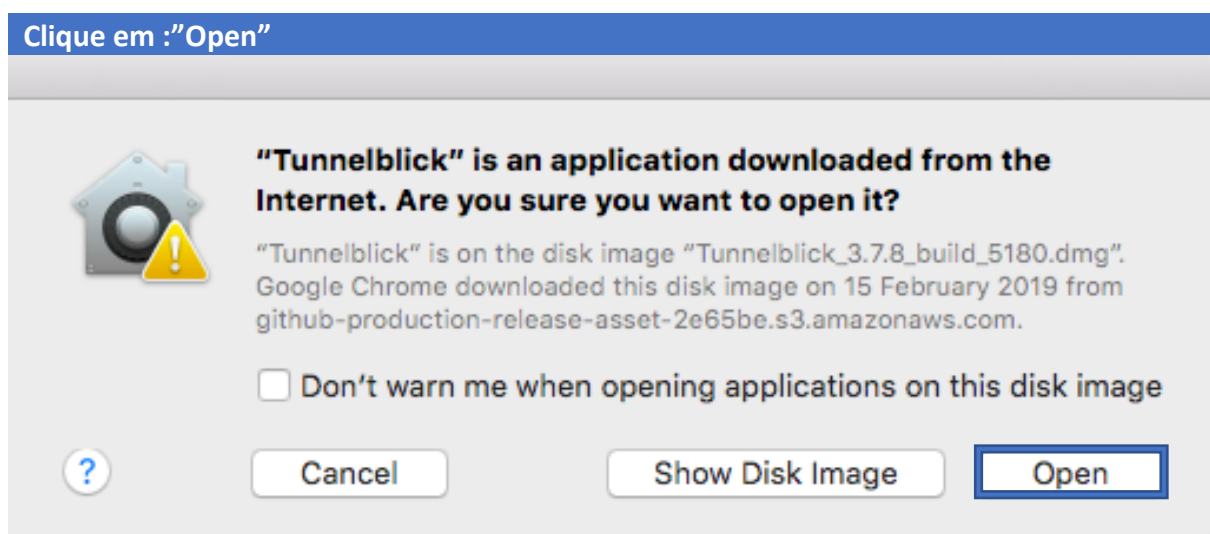 Clique em :”Open”
“Tunnelblick” is an application downloaded from the
Internet. Are you sure you want to open it?
“Tunnelblick” is on the disk image “Tunnelblick_3.7.8_build_5180.dmg”.
Google Chrome downloaded this disk image on 15 February 2019 from
github-production-release-asset-2e65be.s3.amazonaws.com.
Don’t warn me when opening applications on this disk image
? Cancel Show Disk Image Open